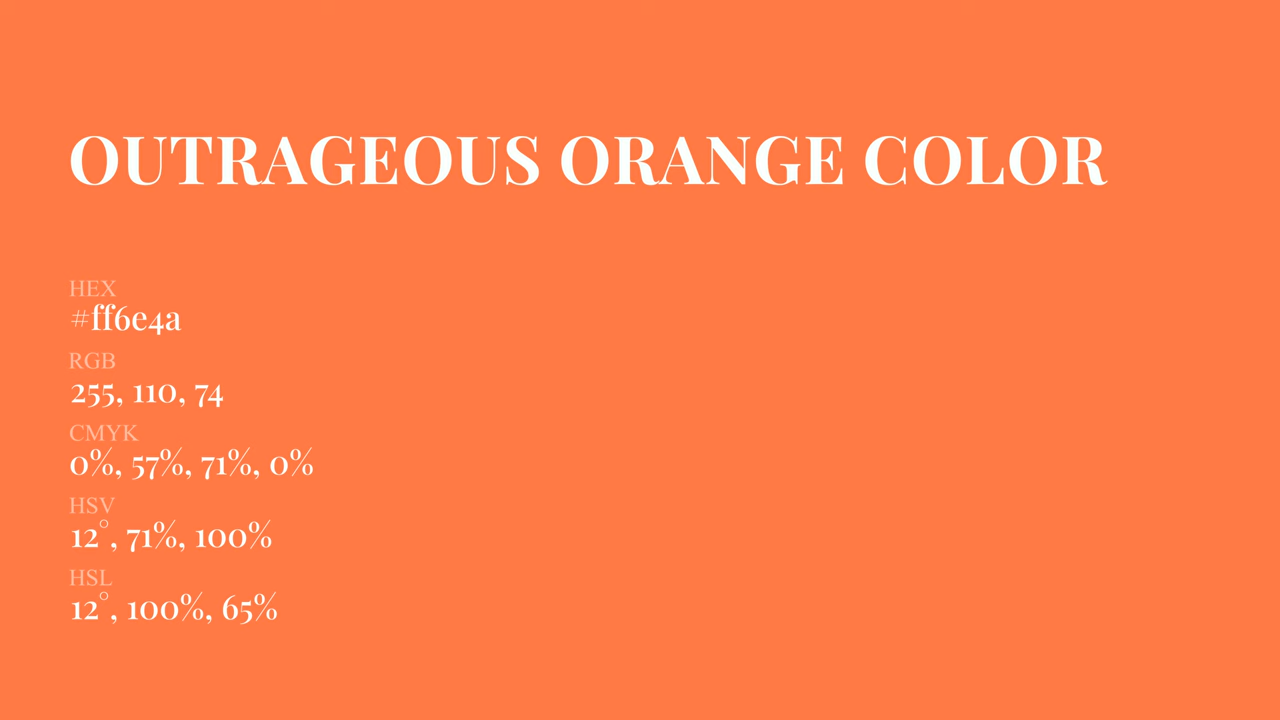 OUTRAGEOUS ORANGE COLOR
HEX
#ff6e4a
RGB
255, 110, 74
CMYK
0%, 57%, 71%, 0%
HSV
12°, 71%, 100%
HSL
12°, 100%, 65%